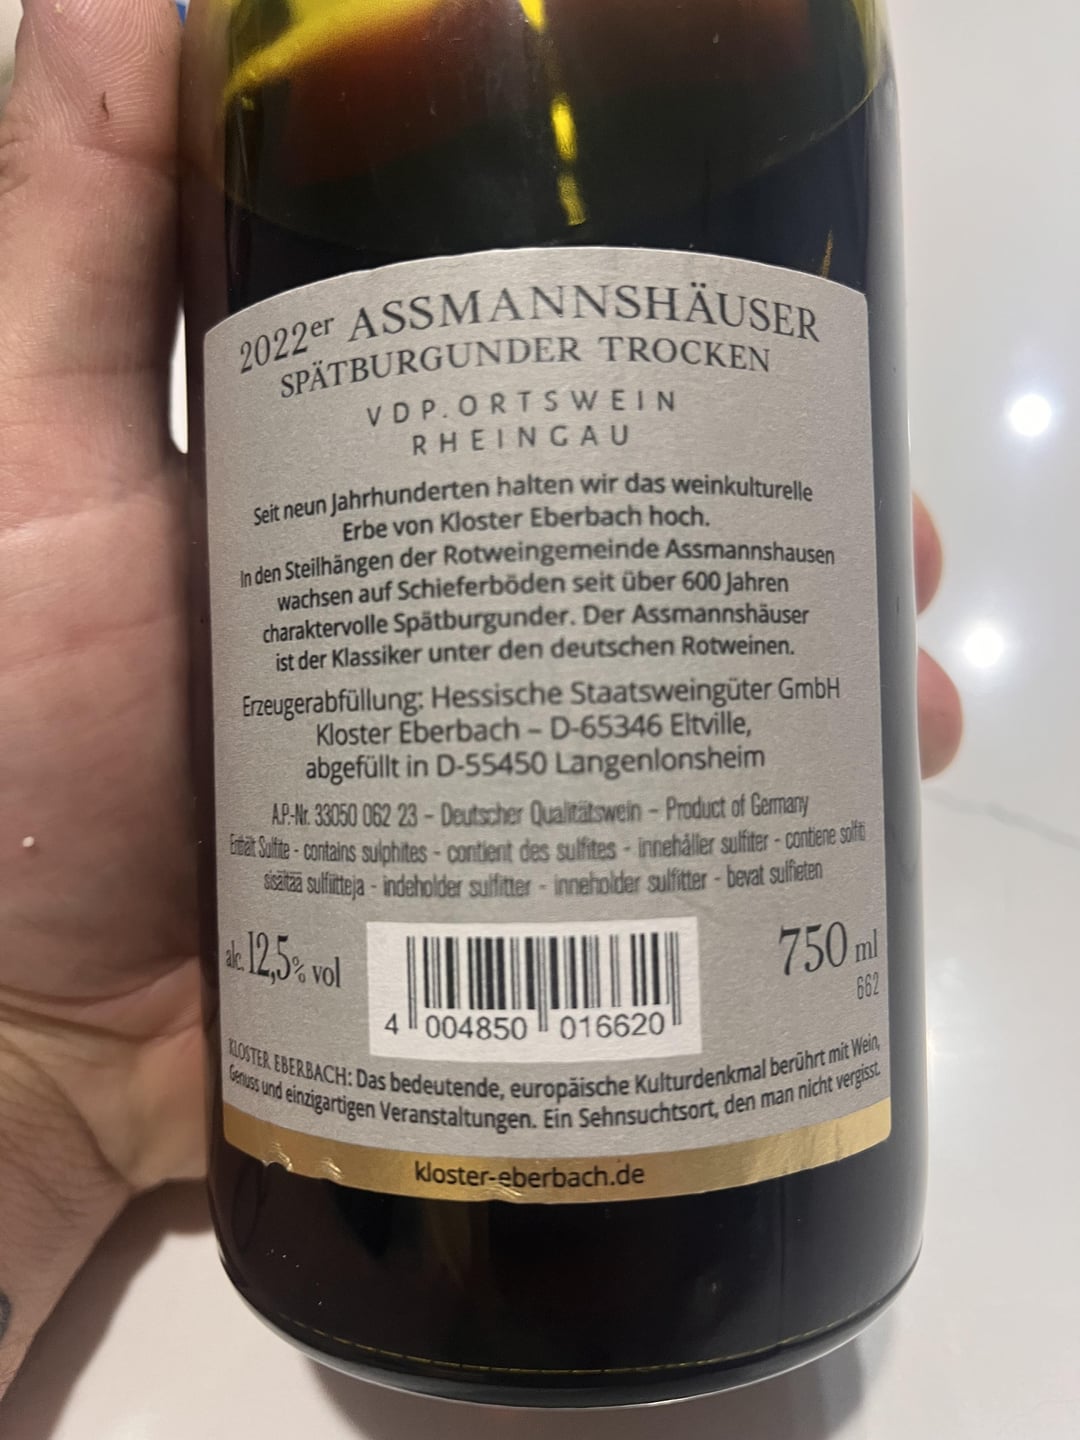 2022er ASSMANNSHÄUSER
SPÄTBURGUNDER TROCKEN
VDP.ORTSWEIN
RHEINGAU
Seit neun Jahrhunderten halten wir das weinkulturelle
Erbe von Kloster Eberbach hoch.
In den Steilhängen der Rotweingemeinde Assmannshausen
wachsen auf Schieferböden seit über 600 Jahren
charaktervolle Spätburgunder. Der Assmannshäuser
ist der Klassiker unter den deutschen Rotweinen.
Erzeugerabfüllung: Hessische Staatsweingüter GmbH
Kloster Eberbach – D-65346 Eltville,
abgefüllt in D-55450 Langenlonsheim
A.P.-Nr. 33050 062 23 – Deutscher Qualitätswein – Product of Germany
Enthält Sulfite - contains sulphites - contient des sulfites - innehåller sulfiter - contiene solfiti
sisältää sulfiitteja - indeholder sulfitter - inneholder sulfitter - bevat sulfieten
alc. 12,5% vol
750 ml
662
4 004850 016620
KLOSTER EBERBACH: Das bedeutende, europäische Kulturdenkmal berührt mit Wein,
Genuss und einzigartigen Veranstaltungen. Ein Sehnsuchtsort, den man nicht vergisst.
kloster-eberbach.de